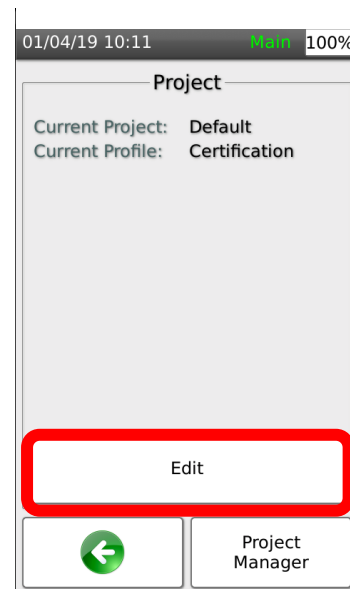 01/04/19 10:11 Main 100%
Project
Current Project: Default
Current Profile: Certification
Edit
Project
Manager